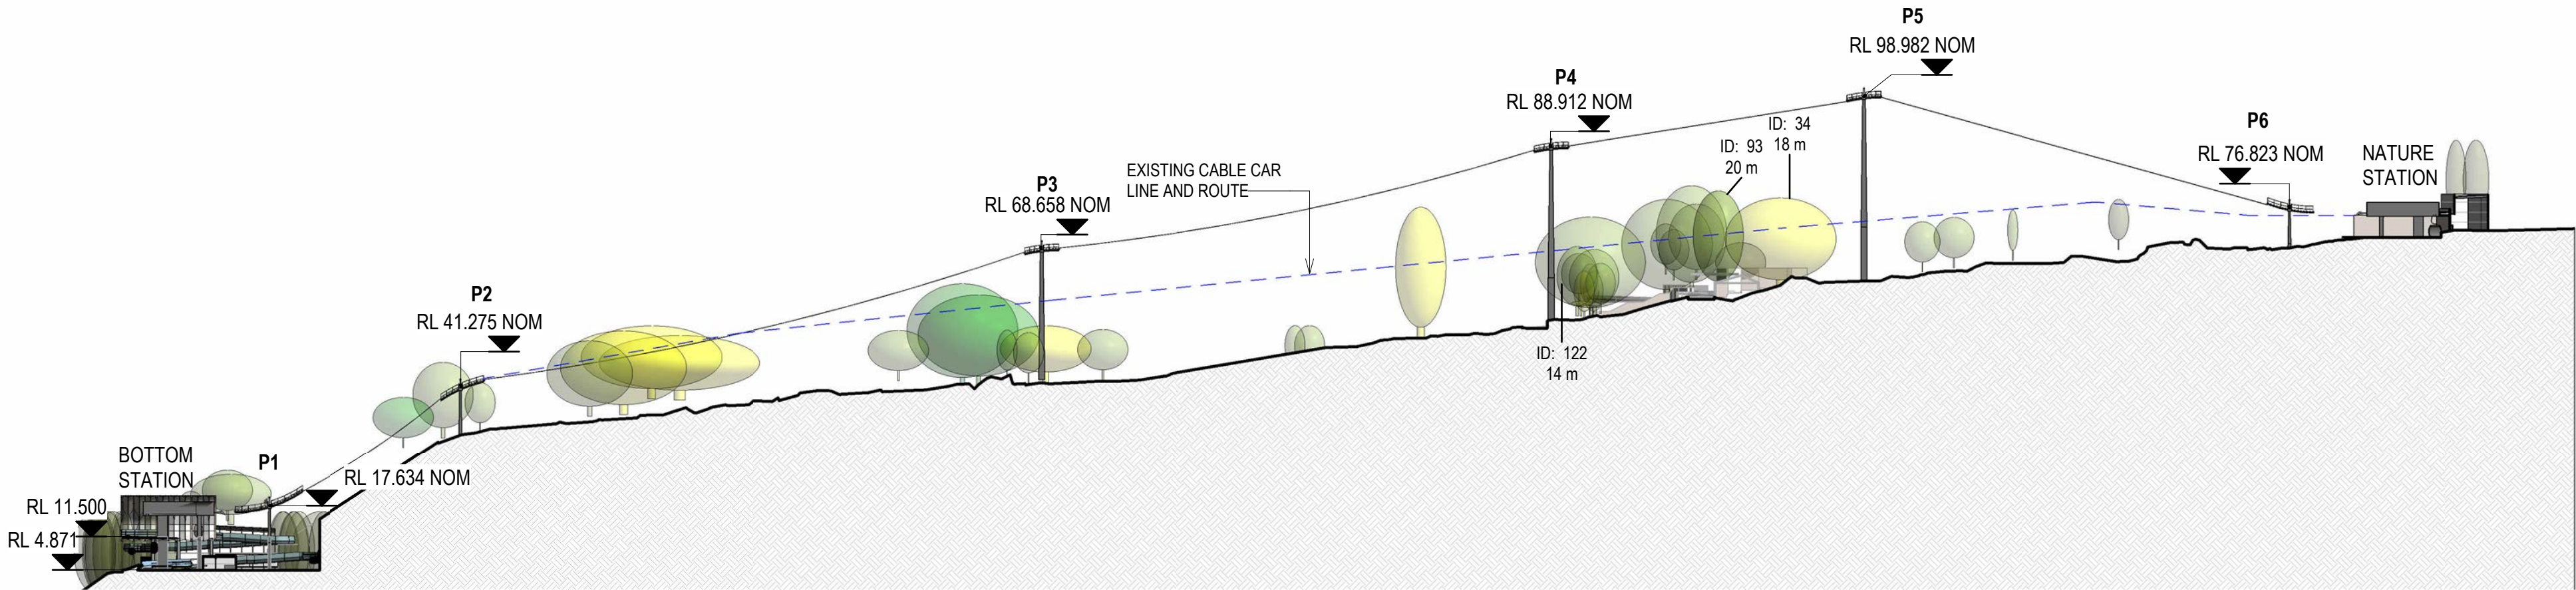 P5
RL 98.982 NOM
P4
RL 88.912 NOM
ID: 34
18 m
ID: 93
20 m
P6
RL 76.823 NOM
NATURE
STATION
EXISTING CABLE CAR
LINE AND ROUTE
P3
RL 68.658 NOM
P2
RL 41.275 NOM
ID: 122
14 m
BOTTOM
STATION
P1
RL 17.634 NOM
RL 11.500
RL 4.871